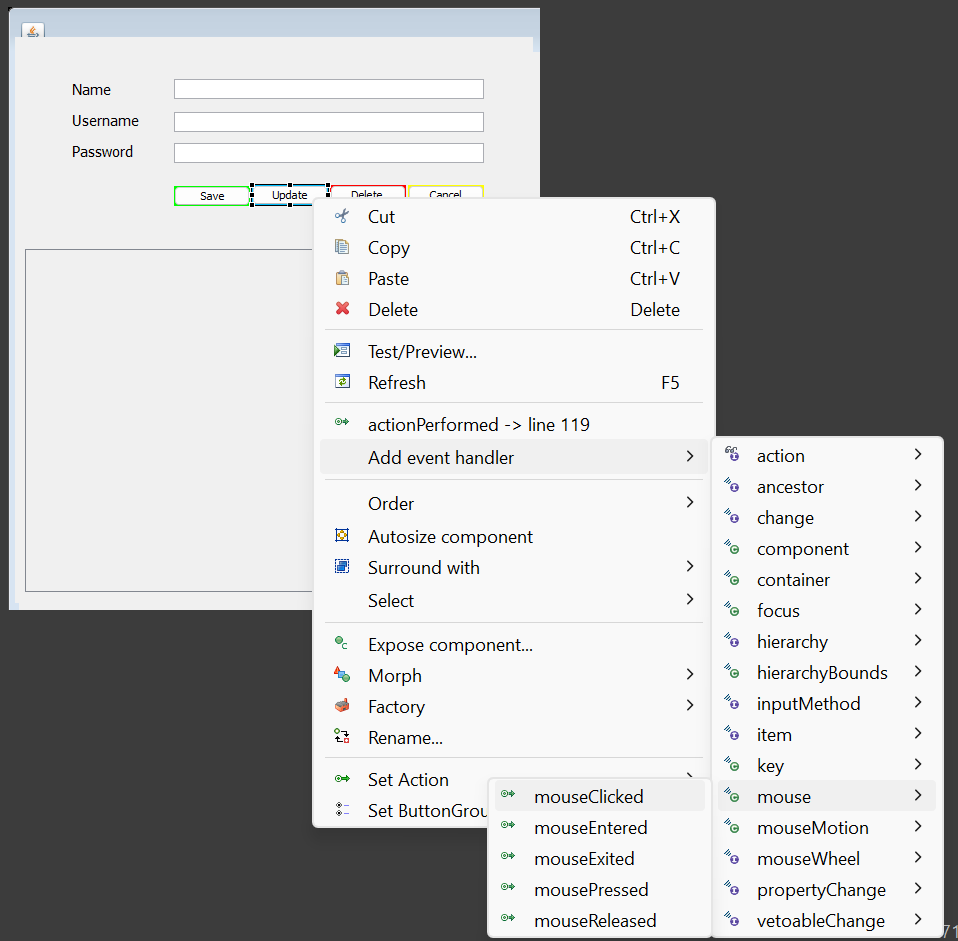 Name
Username
Password
Save Update Delete Cancel
Cut Ctrl+X
Copy Ctrl+C
Paste Ctrl+V
Delete Delete
Test/Preview...
Refresh F5
actionPerformed -> line 119
Add event handler
Order
Autosize component
Surround with
Select
Expose component...
Morph
Factory
Rename...
Set Action
Set ButtonGrou
action
ancestor
change
component
container
focus
hierarchy
hierarchyBounds
inputMethod
item
key
mouse
mouseMotion
mouseWheel
propertyChange
vetoableChange
mouseClicked
mouseEntered
mouseExited
mousePressed
mouseReleased
71